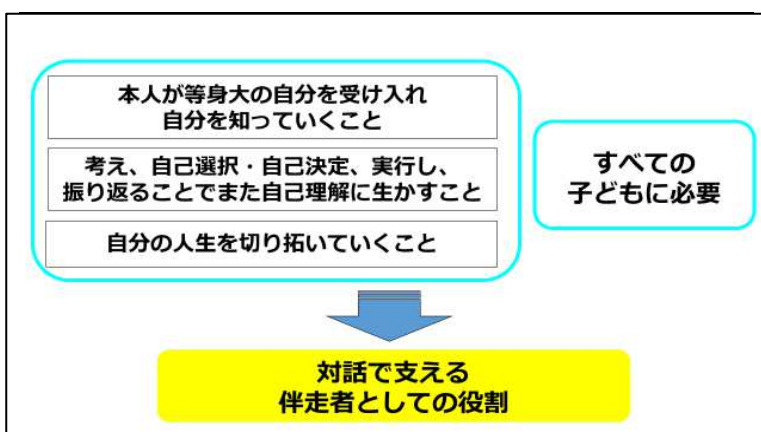 本人が等身大の自分を受け入れ
自分を知っていくこと
考え、自己選択・自己決定、実行し、
振り返ることでまた自己理解に生かすこと
自分の人生を切り拓いていくこと
すべての
子どもに必要
対話で支える
伴走者としての役割